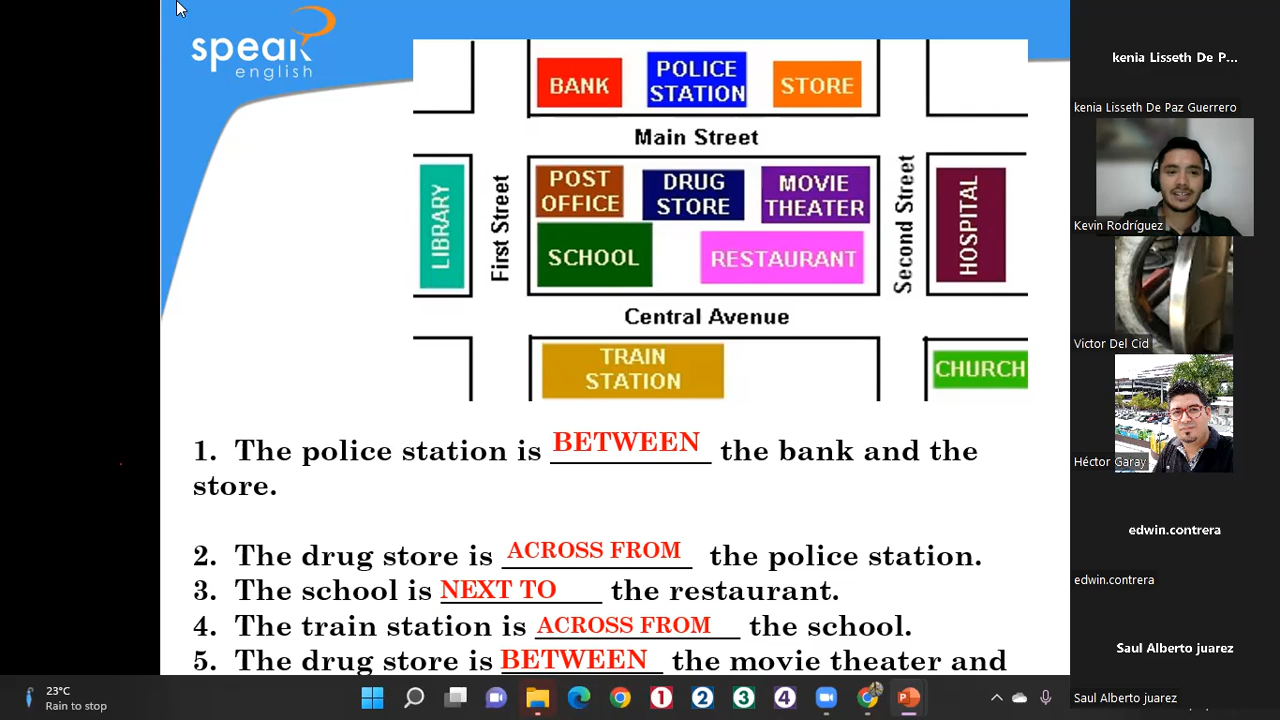 speak
english
BANK
POLICE
STATION
STORE
Main Street
LIBRARY
First Street
POST
OFFICE
DRUG
STORE
MOVIE
THEATER
SCHOOL
RESTAURANT
Second Street
HOSPITAL
Central Avenue
TRAIN
STATION
CHURCH
1. The police station is BETWEEN the bank and the
store.
2. The drug store is ACROSS FROM the police station.
3. The school is NEXT TO the restaurant.
4. The train station is ACROSS FROM the school.
5. The drug store is BETWEEN the movie theater and
kenia Lisseth De P...
kenia Lisseth De Paz Guerrero
Kevin Rodríguez
Victor Del Cid
Héctor Garay
edwin.contrera
edwin.contrera
Saul Alberto juarez
Saul Alberto juarez
23°C
Rain to stop
1
2
3
4